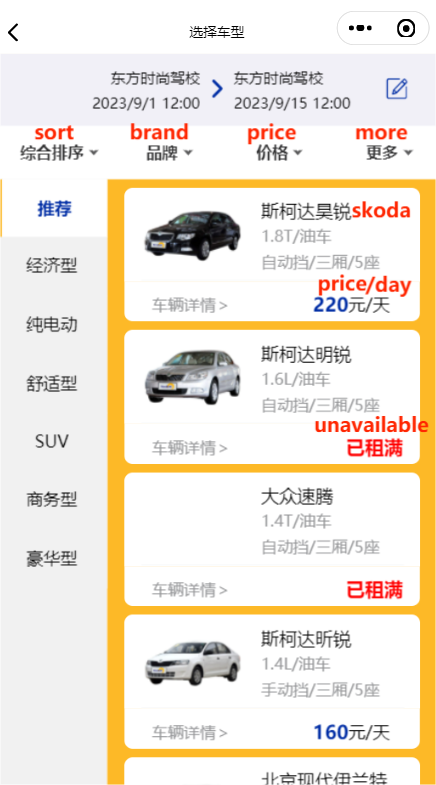 选择车型
东方时尚驾校
2023/9/1 12:00
东方时尚驾校
2023/9/15 12:00
sort brand price more
综合排序 品牌 价格 更多
推荐
经济型
纯电动
舒适型
SUV
商务型
豪华型
斯柯达昊锐skoda
1.8T/油车
自动挡/三厢/5座
price/day
车辆详情> 220元/天
斯柯达明锐
1.6L/油车
自动挡/三厢/5座
unavailable
车辆详情> 已租满
大众速腾
1.4T/油车
自动挡/三厢/5座
车辆详情> 已租满
斯柯达昕锐
1.4L/油车
手动挡/三厢/5座
车辆详情> 160元/天
北京现代伊兰特